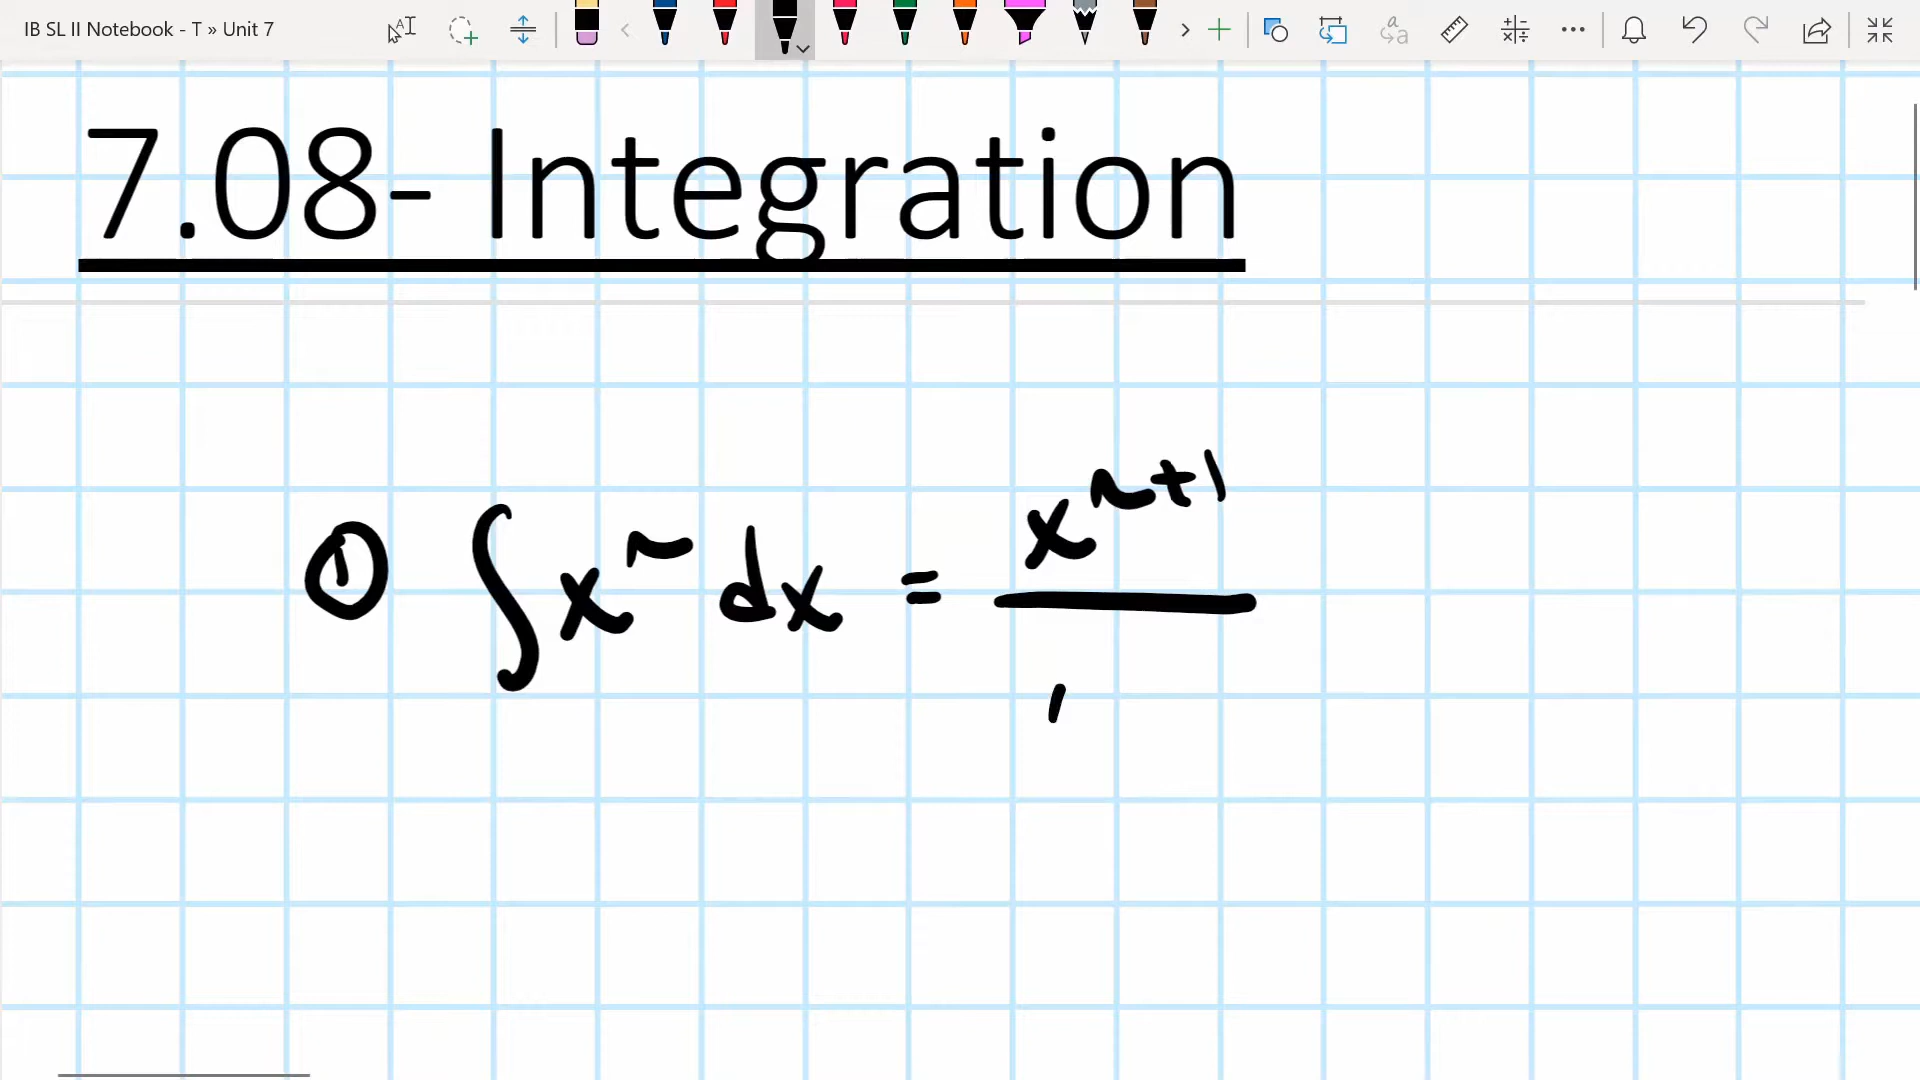 IB SL II Notebook - T » Unit 7
7.08- Integration
① ∫xⁿ dx = xⁿ⁺¹ /